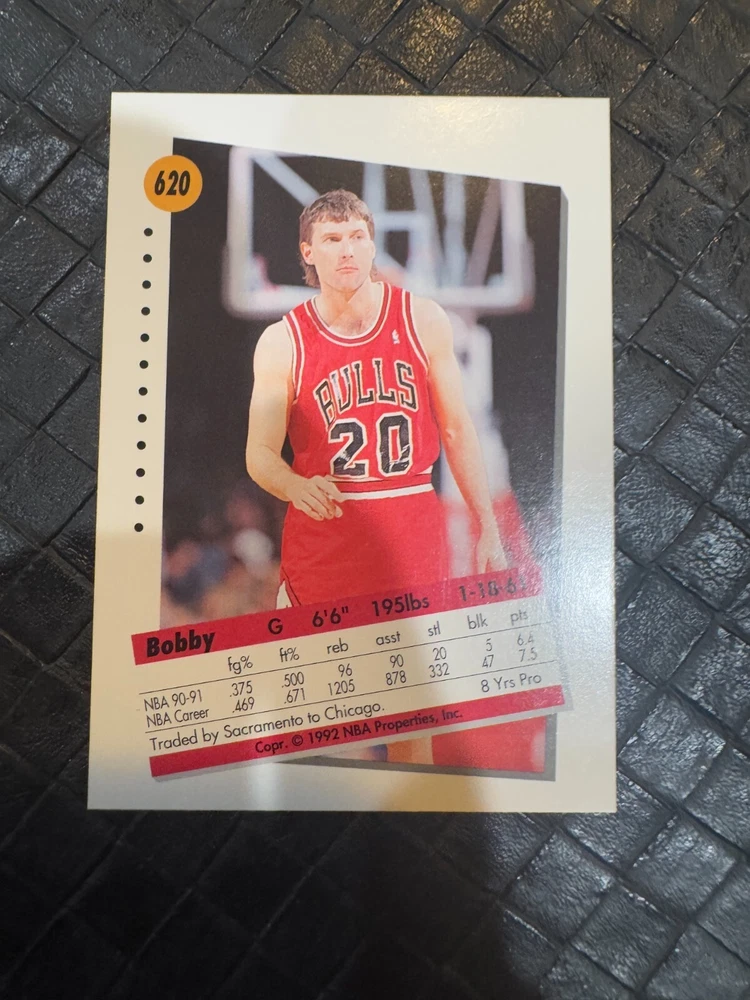 620
BULLS
20
Bobby G 6'6" 195lbs 1-18-61
fg% ft% reb asst stl blk pts
NBA 90-91 .375 .500 96 90 20 5 6.4
NBA Career .469 .671 1205 878 332 47 7.5
Traded by Sacramento to Chicago. 8 Yrs Pro
Copr. © 1992 NBA Properties, Inc.